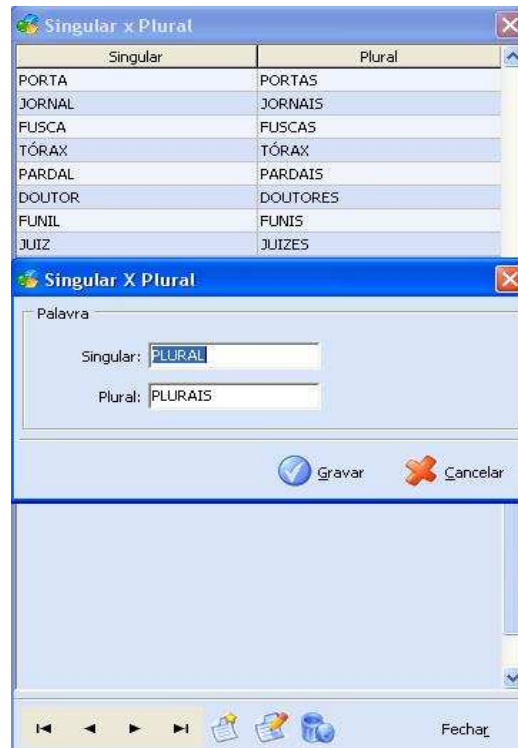 Singular x Plural
Singular Plural
PORTA PORTAS
JORNAL JORNAIS
FUSCA FUSCAS
TÓRAX TÓRAX
PARDAL PARDAIS
DOUTOR DOUTORES
FUNIL FUNIS
JUIZ JUIZES
Singular X Plural
Palavra
Singular: PLURAL
Plural: PLURAIS
Gravar Cancelar
Fechar